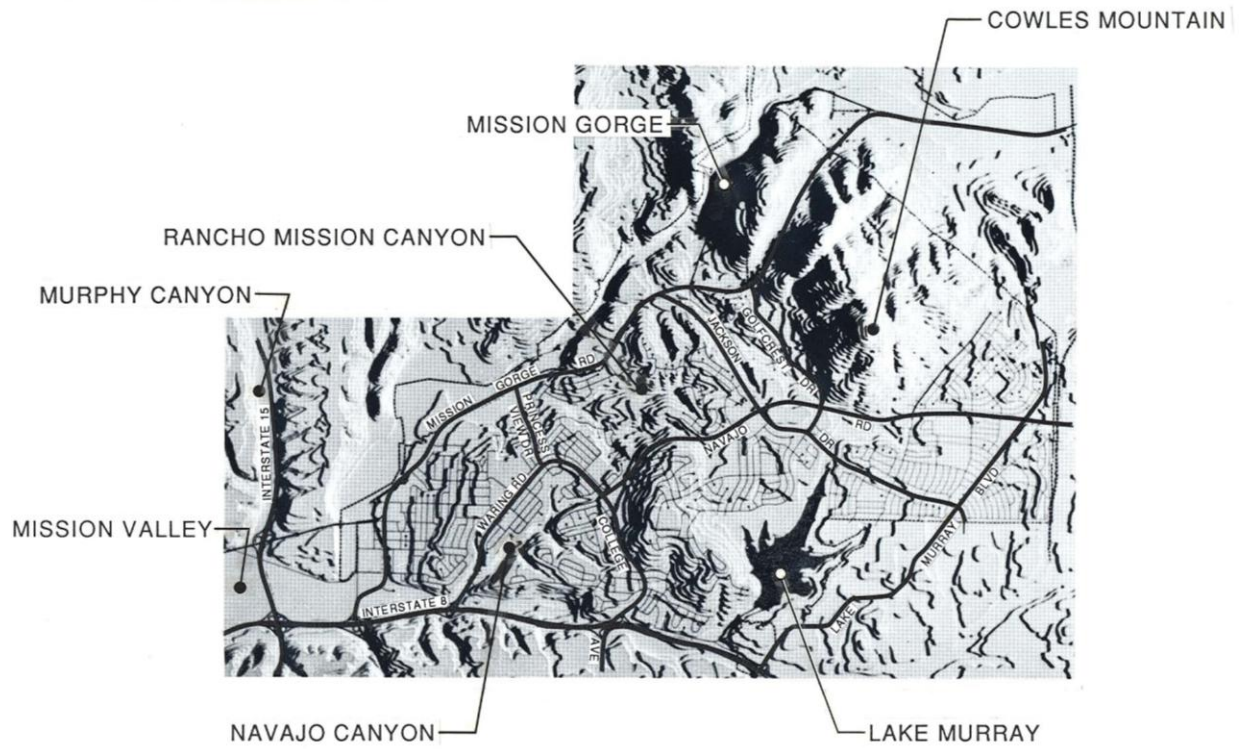 COWLES MOUNTAIN
MISSION GORGE
RANCHO MISSION CANYON
MURPHY CANYON
JACKSON
GOLFCREST
DR
MISSION
GORGE
RD
PRINCESS
VIEW DR
INTERSTATE 15
NAVAJO
RD
DR
WARING RD
COLLEGE
BLVD
MURRAY
MISSION VALLEY
INTERSTATE 8
LAKE
AVE
NAVAJO CANYON
LAKE MURRAY